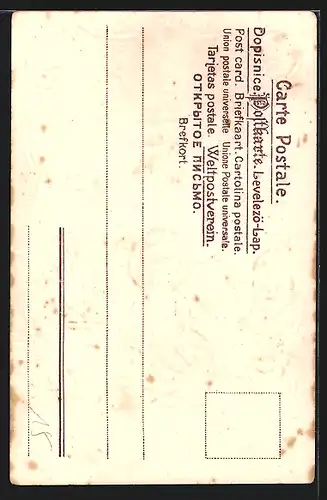 Carte Postale.
Dopisnice. Postkarte. Levelező-Lap.
Post card. Briefkaart. Cartolina postale.
Union postale universelle. Unione Postale universale.
Tarjetas postale. Weltpostverein.
ОТКРЫТОЕ ПИСЬМО.
Brefkort.
15